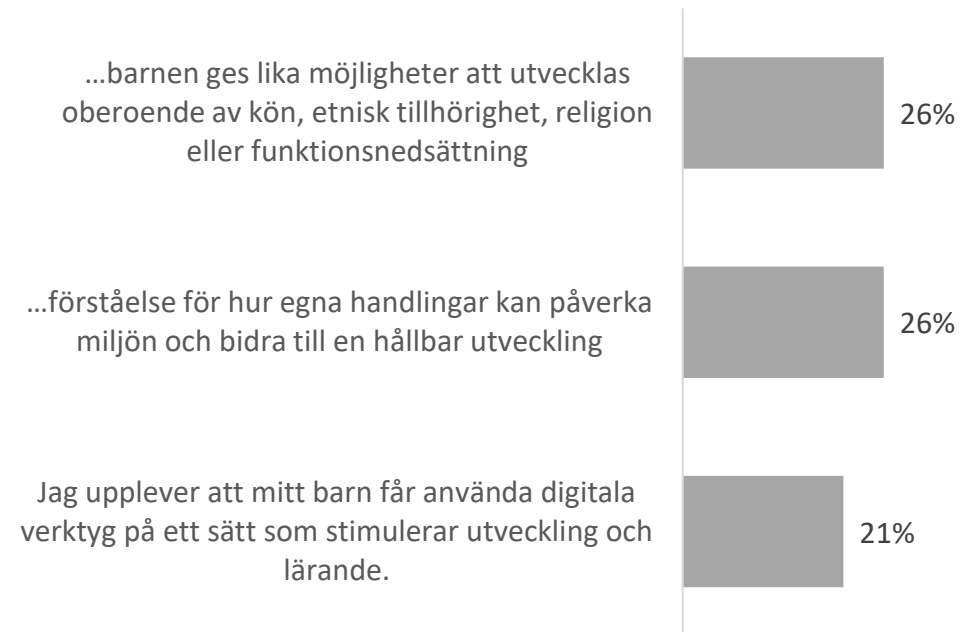 …barnen ges lika möjligheter att utvecklas
oberoende av kön, etnisk tillhörighet, religion
eller funktionsnedsättning
26%
…förståelse för hur egna handlingar kan påverka
miljön och bidra till en hållbar utveckling
26%
Jag upplever att mitt barn får använda digitala
verktyg på ett sätt som stimulerar utveckling och
lärande.
21%